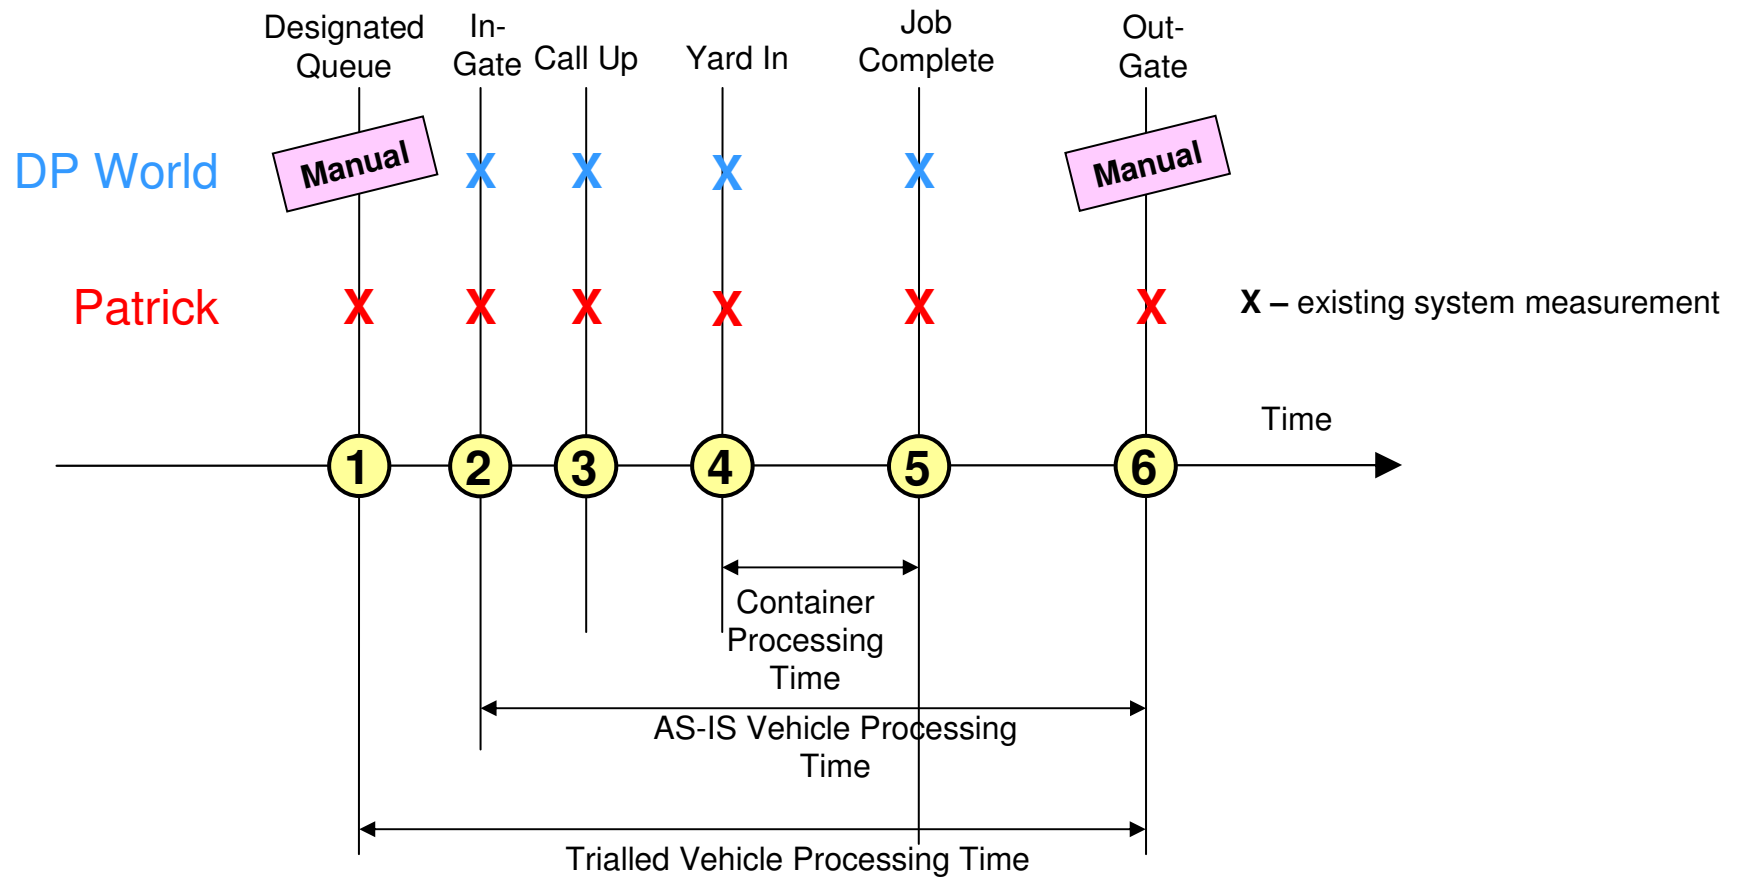 Designated
Queue
In-
Gate
Call Up
Yard In
Job
Complete
Out-
Gate
DP World
Manual
X
X
X
X
Manual
Patrick
X
X
X
X
X
X
X – existing system measurement
Time
1
2
3
4
5
6
Container
Processing
Time
AS-IS Vehicle Processing
Time
Trialled Vehicle Processing Time